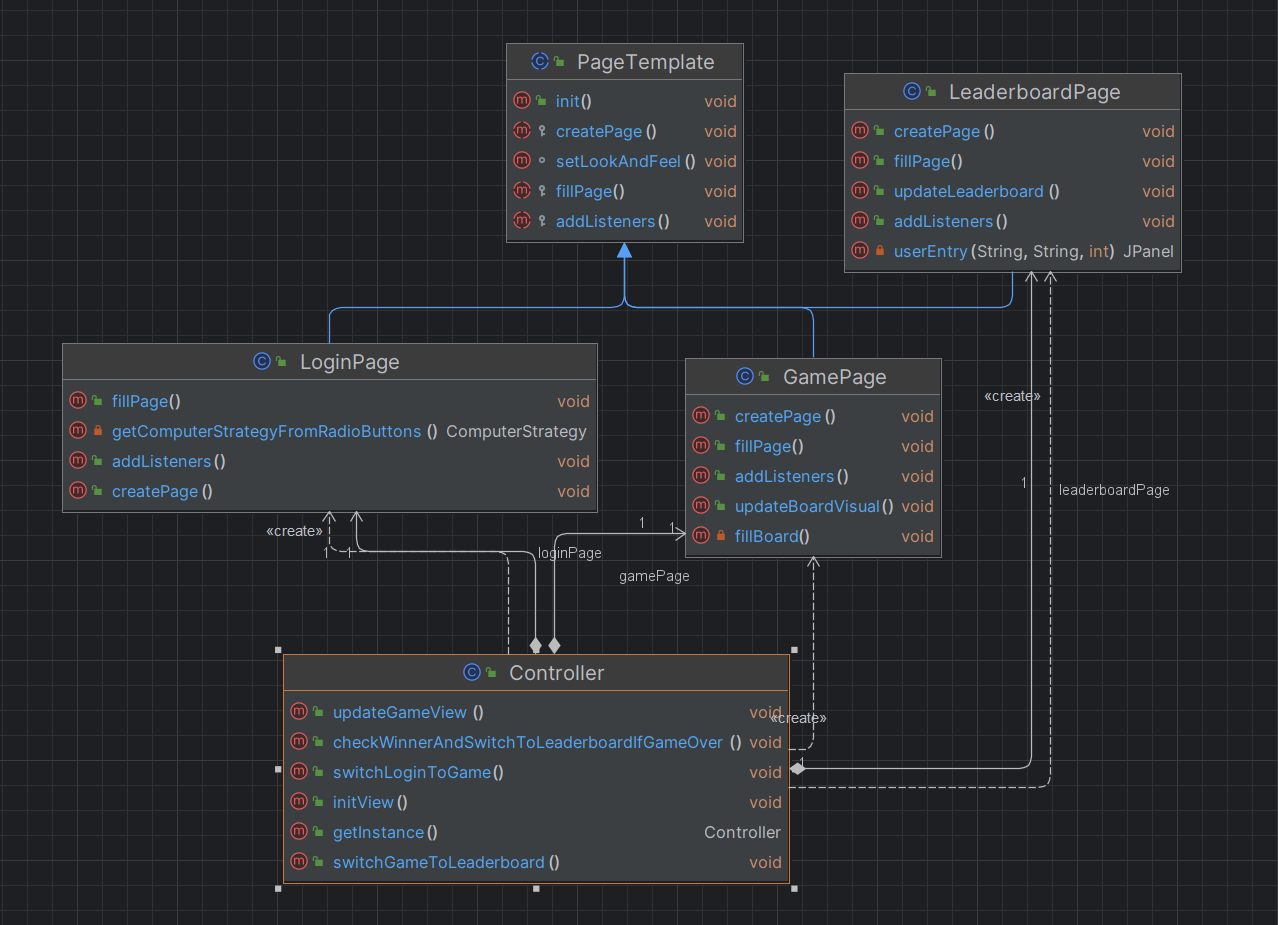 PageTemplate
init() void
createPage() void
setLookAndFeel() void
fillPage() void
addListeners() void
LeaderboardPage
createPage() void
fillPage() void
updateLeaderboard() void
addListeners() void
userEntry(String, String, int) JPanel
LoginPage
fillPage() void
getComputerStrategyFromRadioButtons() ComputerStrategy
addListeners() void
createPage() void
GamePage
createPage() void
fillPage() void
addListeners() void
updateBoardVisual() void
fillBoard() void
«create»
1
leaderboardPage
«create»
1
1
loginPage
1
1
gamePage
Controller
updateGameView() void
«create»
checkWinnerAndSwitchToLeaderboardIfGameOver() void
switchLoginToGame() void
1
initView() void
getInstance() Controller
switchGameToLeaderboard() void